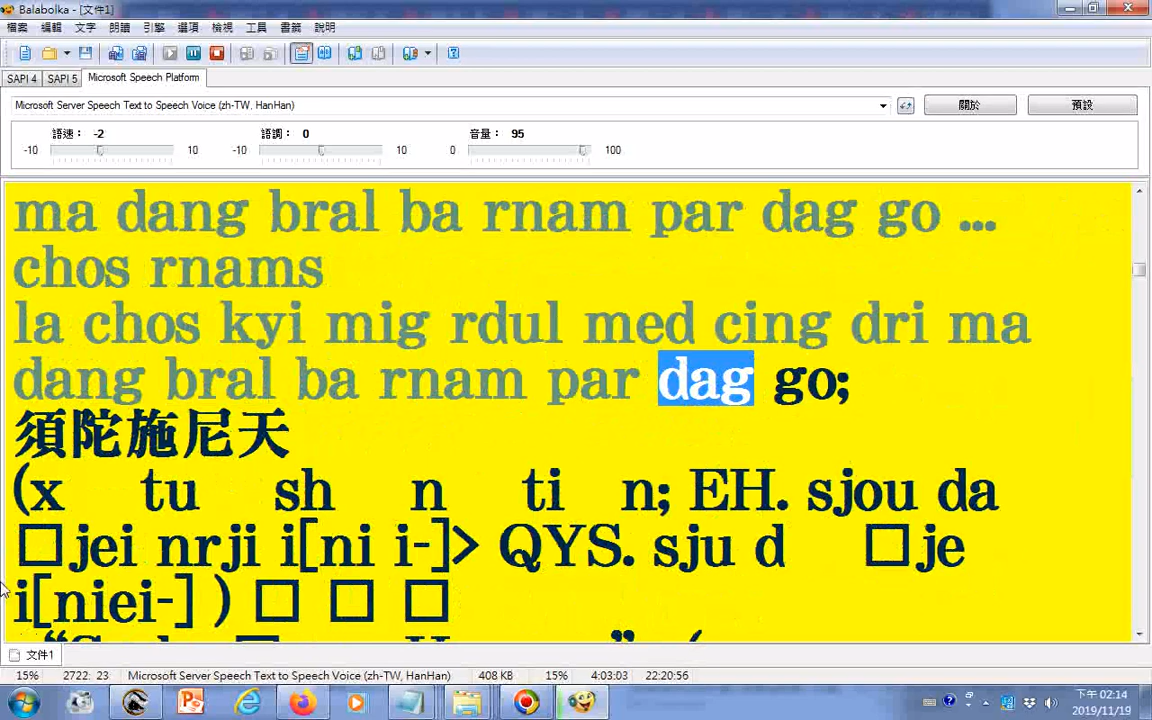 Balabolka - [文件1]
檔案 編輯 文字 朗讀 引擎 選項 檢視 工具 書籤 說明
SAPI 4 SAPI 5 Microsoft Speech Platform
Microsoft Server Speech Text to Speech Voice (zh-TW, HanHan) 關於 預設
語速： -2 語調： 0 音量： 95
-10 10 -10 10 0 100
ma dang bral ba rnam par dag go ...
chos rnams
la chos kyi mig rdul med cing dri ma
dang bral ba rnam par dag go;
須陀施尼天
(x tu sh n ti n; EH. sjou da
□jei nrji i[ni i-]> QYS. sju d □je
i[niei-] ) □ □ □
文件1
15% 2722: 23 Microsoft Server Speech Text to Speech Voice (zh-TW, HanHan) 408 KB 15% 4:03:03 22:20:56
下午 02:14
2019/11/19